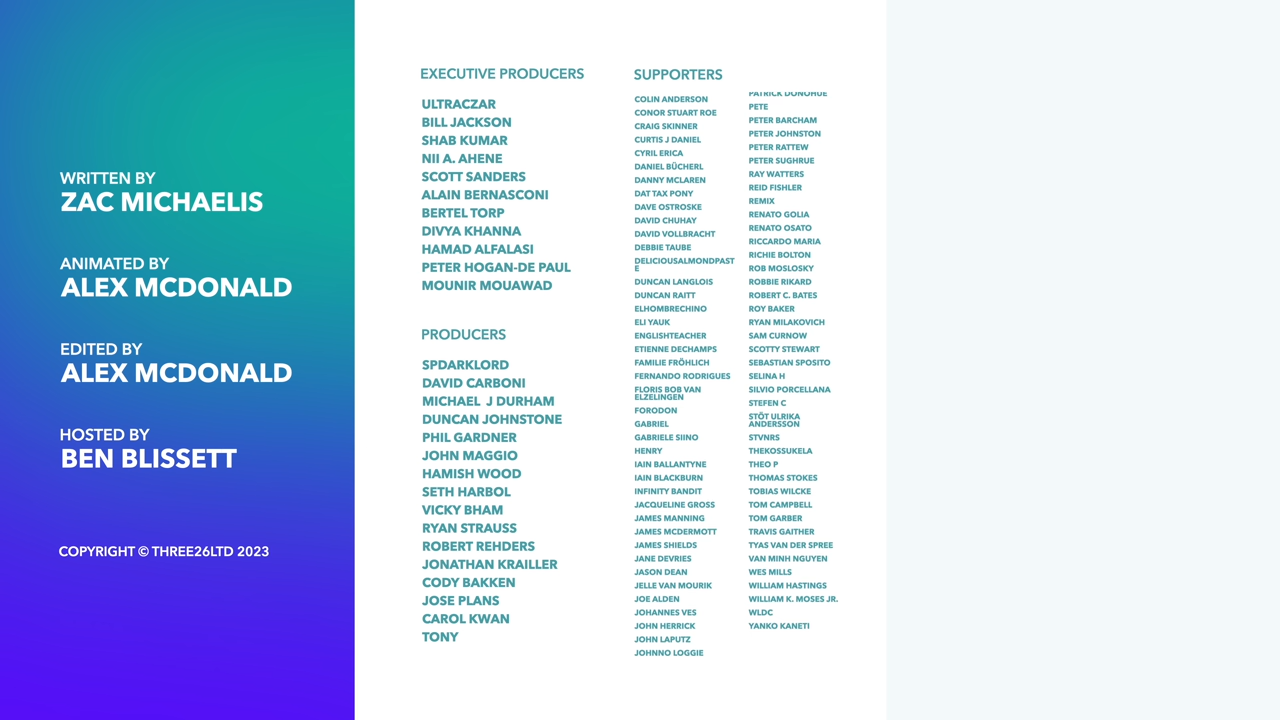 WRITTEN BY
ZAC MICHAELIS
ANIMATED BY
ALEX MCDONALD
EDITED BY
ALEX MCDONALD
HOSTED BY
BEN BLISSETT
COPYRIGHT © THREE26LTD 2023
EXECUTIVE PRODUCERS
ULTRACZAR
BILL JACKSON
SHAB KUMAR
NII A. AHENE
SCOTT SANDERS
ALAIN BERNASCONI
BERTEL TORP
DIVYA KHANNA
HAMAD ALFALASI
PETER HOGAN-DE PAUL
MOUNIR MOUAWAD
PRODUCERS
SPDARKLORD
DAVID CARBONI
MICHAEL  J DURHAM
DUNCAN JOHNSTONE
PHIL GARDNER
JOHN MAGGIO
HAMISH WOOD
SETH HARBOL
VICKY BHAM
RYAN STRAUSS
ROBERT REHDERS
JONATHAN KRAILLER
CODY BAKKEN
JOSE PLANS
CAROL KWAN
TONY
SUPPORTERS
COLIN ANDERSON
CONOR STUART ROE
CRAIG SKINNER
CURTIS J DANIEL
CYRIL ERICA
DANIEL BÜCHERL
DANNY MCLAREN
DAT TAX PONY
DAVE OSTROSKE
DAVID CHUHAY
DAVID VOLLBRACHT
DEBBIE TAUBE
DELICIOUSALMONDPAST
E
DUNCAN LANGLOIS
DUNCAN RAITT
ELHOMBRECHINO
ELI YAUK
ENGLISHTEACHER
ETIENNE DECHAMPS
FAMILIE FRÖHLICH
FERNANDO RODRIGUES
FLORIS BOB VAN
ELZELINGEN
FORODON
GABRIEL
GABRIELE SIINO
HENRY
IAIN BALLANTYNE
IAIN BLACKBURN
INFINITY BANDIT
JACQUELINE GROSS
JAMES MANNING
JAMES MCDERMOTT
JAMES SHIELDS
JANE DEVRIES
JASON DEAN
JELLE VAN MOURIK
JOE ALDEN
JOHANNES VES
JOHN HERRICK
JOHN LAPUTZ
JOHNNO LOGGIE
PATRICK DONOHUE
PETE
PETER BARCHAM
PETER JOHNSTON
PETER RATTEW
PETER SUGHRUE
RAY WATTERS
REID FISHLER
REMIX
RENATO GOLIA
RENATO OSATO
RICCARDO MARIA
RICHIE BOLTON
ROB MOSLOSKY
ROBBIE RIKARD
ROBERT C. BATES
ROY BAKER
RYAN MILAKOVICH
SAM CURNOW
SCOTTY STEWART
SEBASTIAN SPOSITO
SELINA H
SILVIO PORCELLANA
STEFEN C
STÖT ULRIKA
ANDERSSON
STVNRS
THEKOSSUKELA
THEO P
THOMAS STOKES
TOBIAS WILCKE
TOM CAMPBELL
TOM GARBER
TRAVIS GAITHER
TYAS VAN DER SPREE
VAN MINH NGUYEN
WES MILLS
WILLIAM HASTINGS
WILLIAM K. MOSES JR.
WLDC
YANKO KANETI